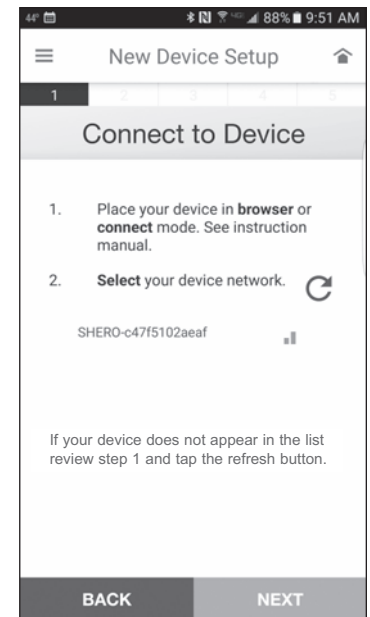 44° 88% 9:51 AM
New Device Setup
1 2 3 4 5
Connect to Device
1. Place your device in browser or
connect mode. See instruction
manual.
2. Select your device network.
SHERO-c47f5102aeaf
If your device does not appear in the list
review step 1 and tap the refresh button.
BACK NEXT